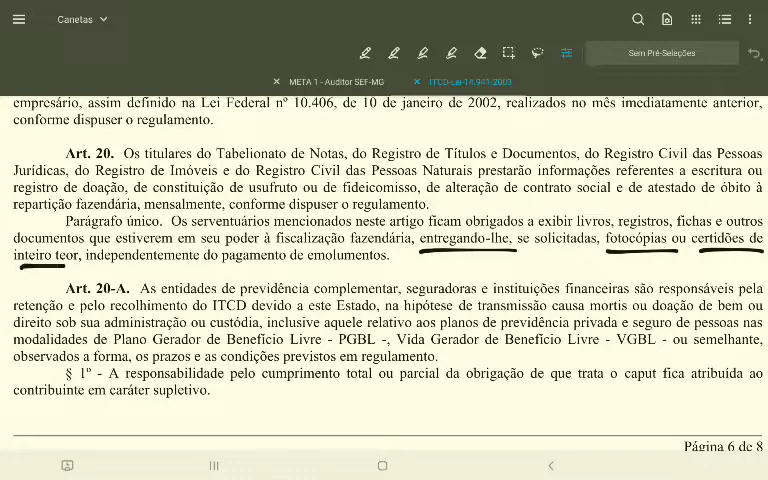 Canetas
Sem Pré-Seleções
META 1 - Auditor SEF-MG
ITCD-Lei-14.941-2003
empresário, assim definido na Lei Federal nº 10.406, de 10 de janeiro de 2002, realizados no mês imediatamente anterior,
conforme dispuser o regulamento.
Art. 20. Os titulares do Tabelionato de Notas, do Registro de Títulos e Documentos, do Registro Civil das Pessoas
Jurídicas, do Registro de Imóveis e do Registro Civil das Pessoas Naturais prestarão informações referentes a escritura ou
registro de doação, de constituição de usufruto ou de fideicomisso, de alteração de contrato social e de atestado de óbito à
repartição fazendária, mensalmente, conforme dispuser o regulamento.
Parágrafo único. Os serventuários mencionados neste artigo ficam obrigados a exibir livros, registros, fichas e outros
documentos que estiverem em seu poder à fiscalização fazendária, entregando-lhe, se solicitadas, fotocópias ou certidões de
inteiro teor, independentemente do pagamento de emolumentos.
Art. 20-A. As entidades de previdência complementar, seguradoras e instituições financeiras são responsáveis pela
retenção e pelo recolhimento do ITCD devido a este Estado, na hipótese de transmissão causa mortis ou doação de bem ou
direito sob sua administração ou custódia, inclusive aquele relativo aos planos de previdência privada e seguro de pessoas nas
modalidades de Plano Gerador de Benefício Livre - PGBL -, Vida Gerador de Benefício Livre - VGBL - ou semelhante,
observados a forma, os prazos e as condições previstos em regulamento.
§ 1º - A responsabilidade pelo cumprimento total ou parcial da obrigação de que trata o caput fica atribuída ao
contribuinte em caráter supletivo.
Página 6 de 8